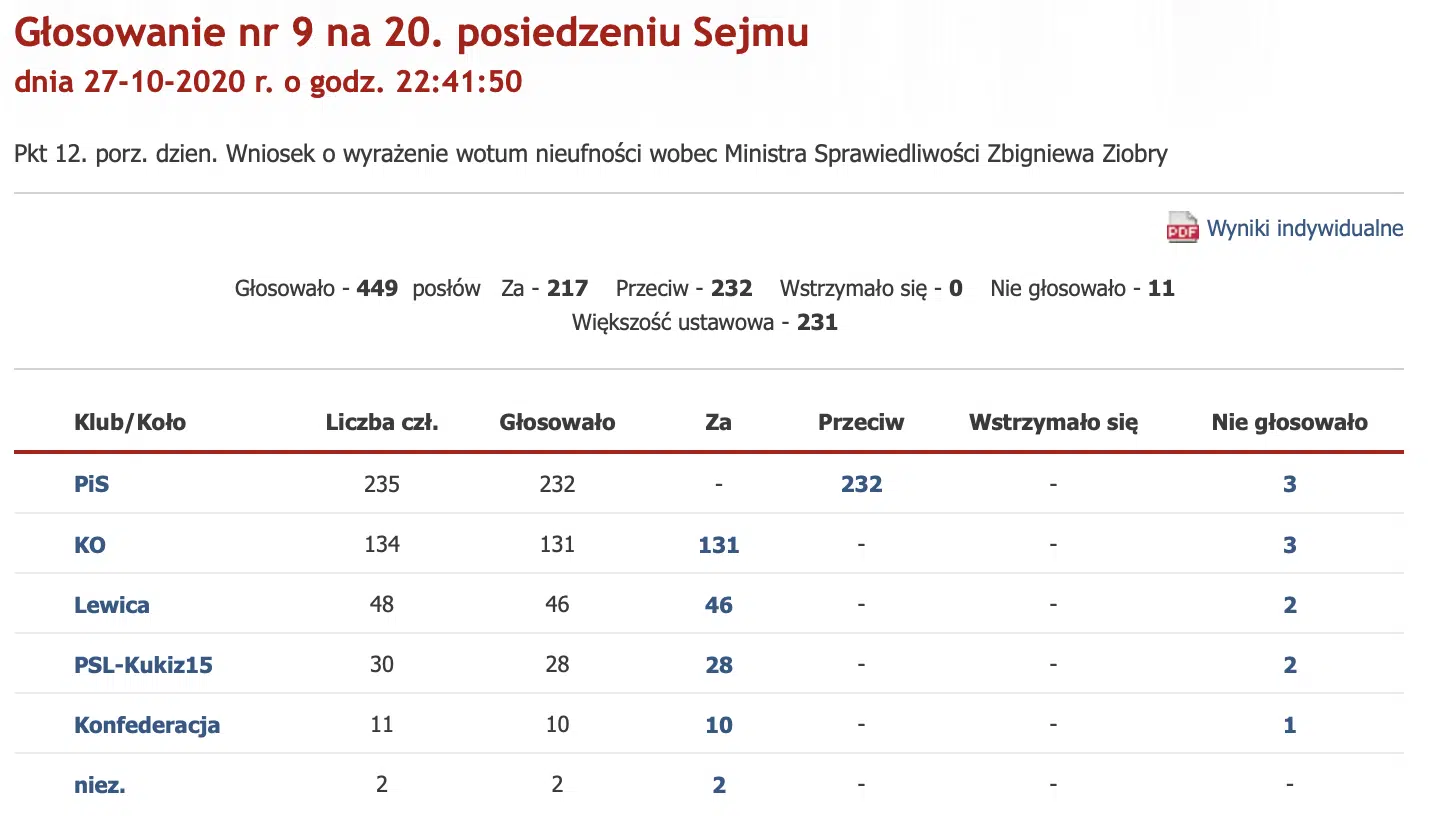 Głosowanie nr 9 na 20. posiedzeniu Sejmu
dnia 27-10-2020 r. o godz. 22:41:50
Pkt 12. porz. dzien. Wniosek o wyrażenie wotum nieufności wobec Ministra Sprawiedliwości Zbigniewa Ziobry
PDF Wyniki indywidualne
Głosowało - 449 posłów Za - 217 Przeciw - 232 Wstrzymało się - 0 Nie głosowało - 11
Większość ustawowa - 231
Klub/Koło Liczba czł. Głosowało Za Przeciw Wstrzymało się Nie głosowało
PiS 235 232 - 232 - 3
KO 134 131 131 - - 3
Lewica 48 46 46 - - 2
PSL-Kukiz15 30 28 28 - - 2
Konfederacja 11 10 10 - - 1
niez. 2 2 2 - - -